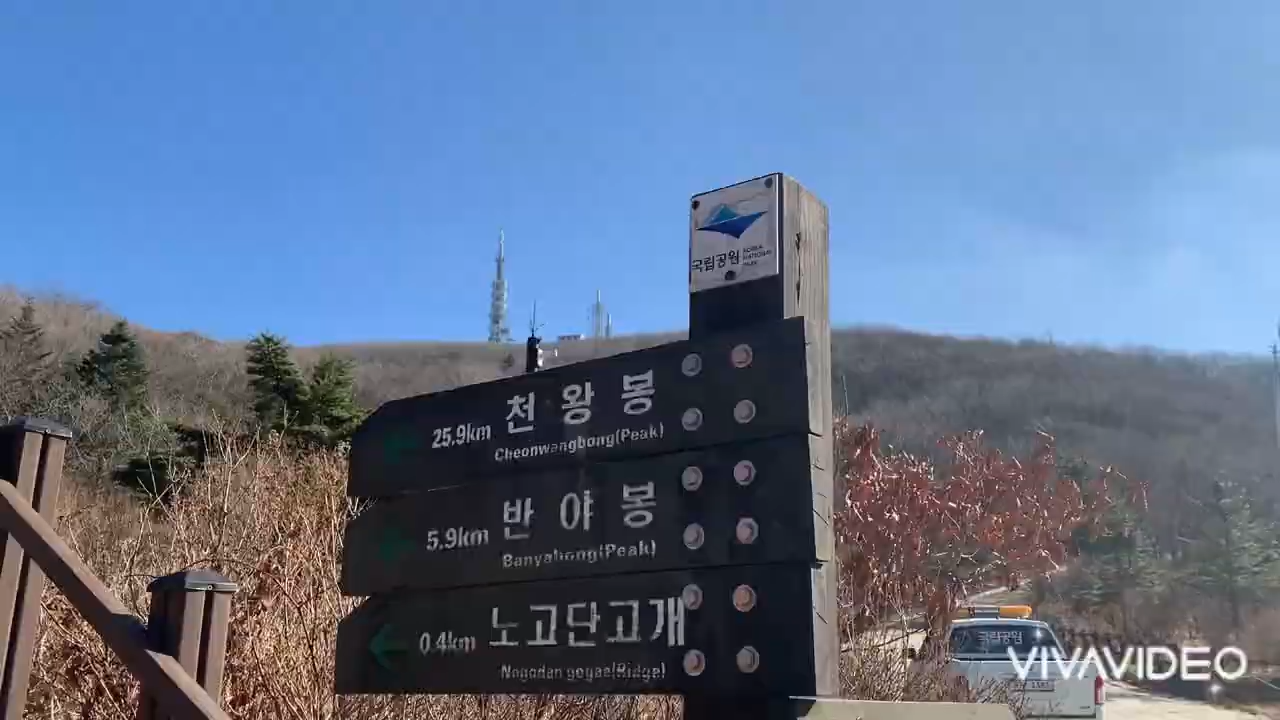 국립공원
KOREA
NATIONAL
PARK
25.9km 천왕봉
Cheonwangbong(Peak)
5.9km 반야봉
Banyabong(Peak)
0.4km 노고단고개
Nogodan gogae(Ridge)
국립공원
VIVAVIDEO